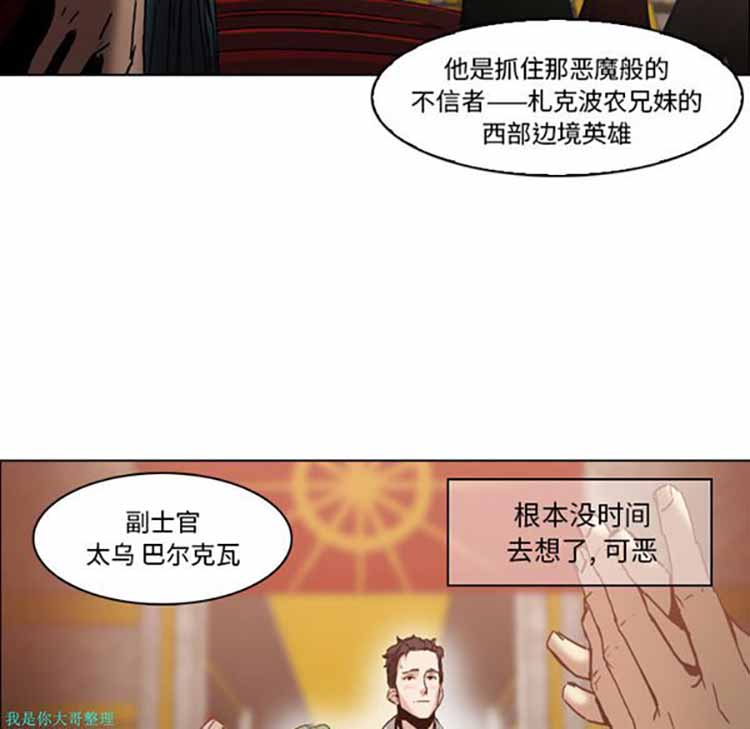 他是抓住那恶魔般的
不信者——札克波农兄妹的
西部边境英雄
副士官
太乌 巴尔克瓦
根本没时间
去想了, 可恶
我是你大哥整理